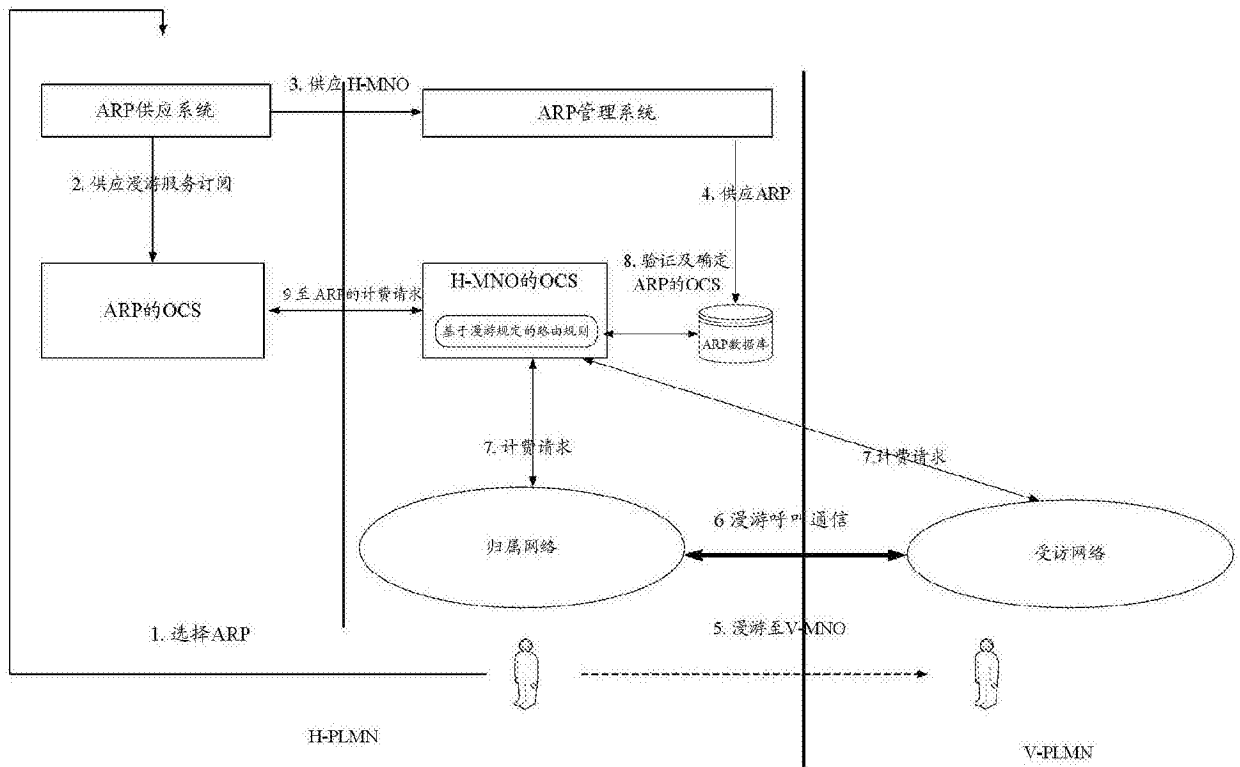 3. 供应 H-MNO
ARP供应系统
ARP管理系统
2. 供应漫游服务订阅
4. 供应ARP
8. 验证及确定
ARP的OCS
H-MNO的OCS
9至 ARP的计费请求
ARP的OCS
基于漫游规定的路由规则
ARP数据库
7. 计费请求
7.计费请求
6 漫游呼叫通信
归属网络
受访网络
1. 选择ARP
5. 漫游至V-MNO
H-PLMN
V-PLMN